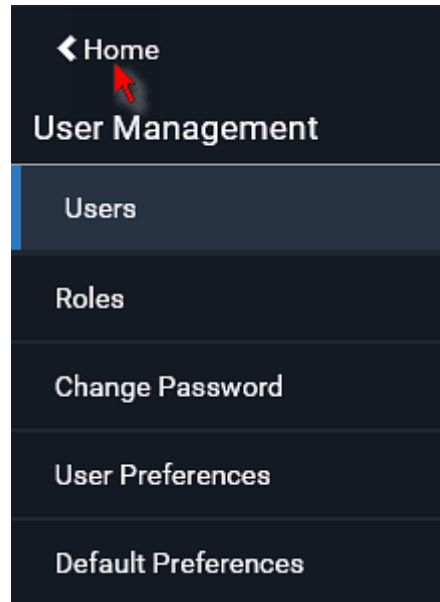 Home
User Management
Users
Roles
Change Password
User Preferences
Default Preferences